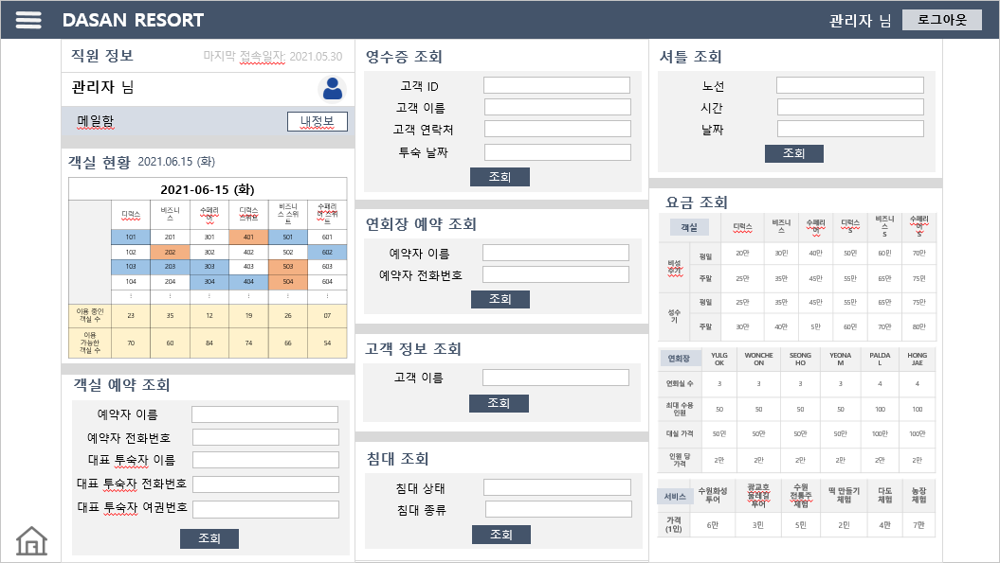 DASAN RESORT
관리자 님
로그아웃
직원 정보
마지막 접속일자: 2021.05.30
관리자 님
메일함
내정보
객실 현황 2021.06.15 (화)
2021-06-15 (화)
디럭스 비즈니스 수페리어 디럭스 스위트 비즈니스 스위트 수페리어 스위트
101 201 301 401 501 601
102 202 302 402 502 602
103 203 303 403 503 603
104 204 304 404 504 604
⋮ ⋮ ⋮ ⋮ ⋮ ⋮
이용 중인 객실 수 23 35 12 19 26 07
이용 가능한 객실 수 70 60 84 74 66 54
객실 예약 조회
예약자 이름
예약자 전화번호
대표 투숙자 이름
대표 투숙자 전화번호
대표 투숙자 여권번호
조회
영수증 조회
고객 ID
고객 이름
고객 연락처
투숙 날짜
조회
연회장 예약 조회
예약자 이름
예약자 전화번호
조회
고객 정보 조회
고객 이름
조회
침대 조회
침대 상태
침대 종류
조회
셔틀 조회
노선
시간
날짜
조회
요금 조회
객실 디럭스 비즈니스 수페리어 디럭스 S 비즈니스 S 수페리어 S
비성수기 평일 20만 30만 40만 50만 60만 70만
주말 25만 35만 45만 55만 65만 75만
성수기 평일 25만 35만 45만 55만 65만 75만
주말 30만 40만 5만 60만 70만 80만
연회장 YULGOK WONCHEON SEONGHO YEONAM PALDAL HONGJAE
연회실 수 3 3 3 3 4 4
최대 수용 인원 50 50 50 50 100 100
대실 가격 50만 50만 50만 50만 100만 100만
인원 당 가격 2만 2만 2만 2만 2만 2만
서비스 수원화성 투어 광교호 둘레길 투어 수원 전통주 체험 떡 만들기 체험 다도 체험 농장 체험
가격 (1인) 6만 3만 5만 2만 4만 7만